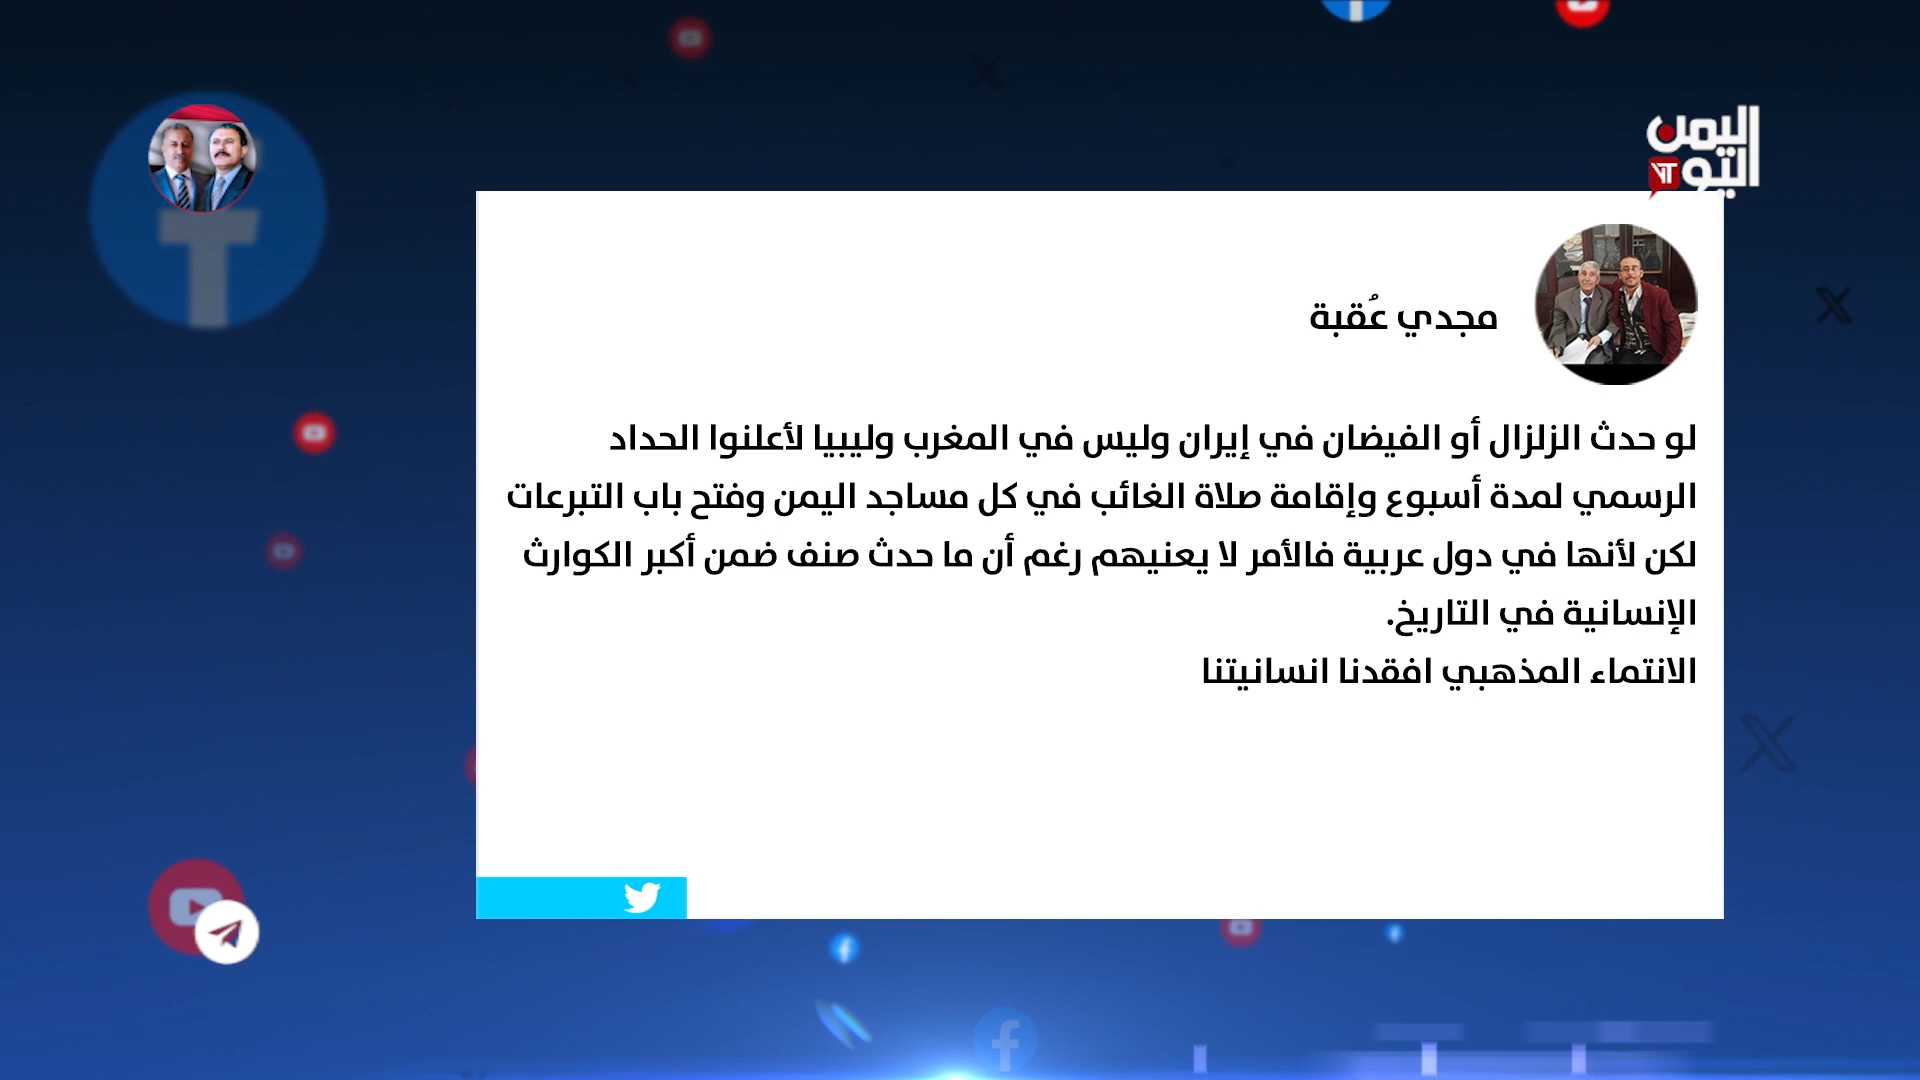 اليمن
اليوم
YT
مجدي عُقبة
لو حدث الزلزال أو الفيضان في إيران وليس في المغرب وليبيا لأعلنوا الحداد
الرسمي لمدة أسبوع وإقامة صلاة الغائب في كل مساجد اليمن وفتح باب التبرعات
لكن لأنها في دول عربية فالأمر لا يعنيهم رغم أن ما حدث صنف ضمن أكبر الكوارث
الإنسانية في التاريخ.
الانتماء المذهبي افقدنا انسانيتنا